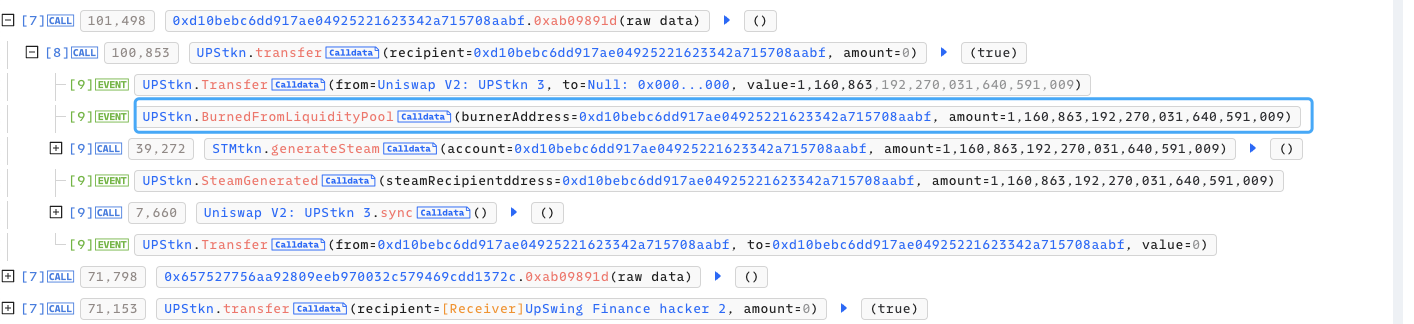 [7] CALL 101,498 0xd10bebc6dd917ae04925221623342a715708aabf.0xab09891d(raw data) ()
[8] CALL 100,853 UPStkn.transfer Calldata (recipient=0xd10bebc6dd917ae04925221623342a715708aabf, amount=0) (true)
[9] EVENT UPStkn.Transfer Calldata (from=Uniswap V2: UPStkn 3, to=Null: 0x000...000, value=1,160,863,192,270,031,640,591,009)
[9] EVENT UPStkn.BurnedFromLiquidityPool Calldata (burnerAddress=0xd10bebc6dd917ae04925221623342a715708aabf, amount=1,160,863,192,270,031,640,591,009)
[9] CALL 39,272 STMtkn.generateSteam Calldata (account=0xd10bebc6dd917ae04925221623342a715708aabf, amount=1,160,863,192,270,031,640,591,009) ()
[9] EVENT UPStkn.SteamGenerated Calldata (steamRecipientddress=0xd10bebc6dd917ae04925221623342a715708aabf, amount=1,160,863,192,270,031,640,591,009)
[9] CALL 7,660 Uniswap V2: UPStkn 3.sync Calldata () ()
[9] EVENT UPStkn.Transfer Calldata (from=0xd10bebc6dd917ae04925221623342a715708aabf, to=0xd10bebc6dd917ae04925221623342a715708aabf, value=0)
[7] CALL 71,798 0x657527756aa92809eeb970032c579469cdd1372c.0xab09891d(raw data) ()
[7] CALL 71,153 UPStkn.transfer Calldata (recipient=[Receiver]UpSwing Finance hacker 2, amount=0) (true)